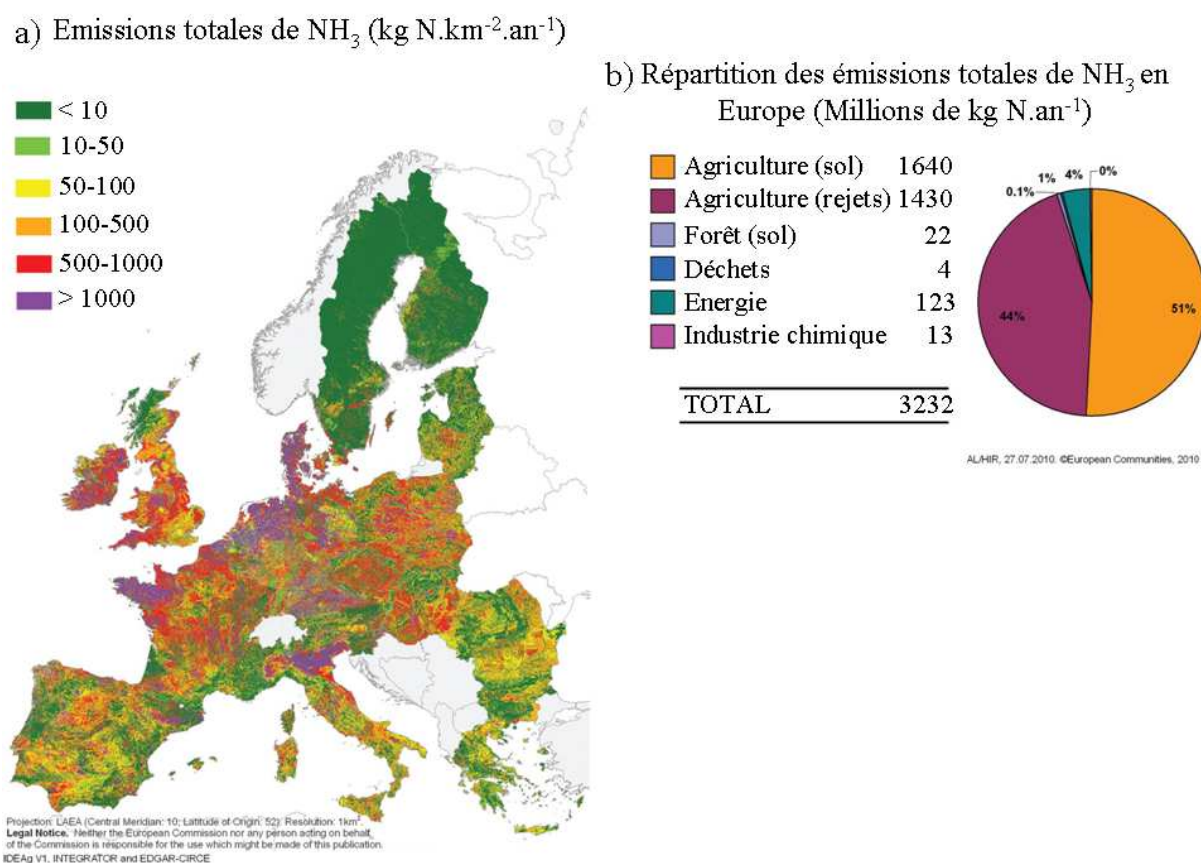 a) Emissions totales de NH₃ (kg N.km⁻².an⁻¹)
< 10
10-50
50-100
100-500
500-1000
> 1000
Projection: LAEA (Central Meridian: 10; Latitude of Origin: 52). Resolution: 1km².
Legal Notice. Neither the European Commission nor any person acting on behalf
of the Commission is responsible for the use which might be made of this publication.
IDEAg V1, INTEGRATOR and EDGAR-CIRCE
b) Répartition des émissions totales de NH₃ en
Europe (Millions de kg N.an⁻¹)
Agriculture (sol) 1640
Agriculture (rejets) 1430
Forêt (sol) 22
Déchets 4
Energie 123
Industrie chimique 13
TOTAL 3232
0.1% 1% 4% 0%
44% 51%
AL/HIR, 27.07.2010. ©European Communities, 2010